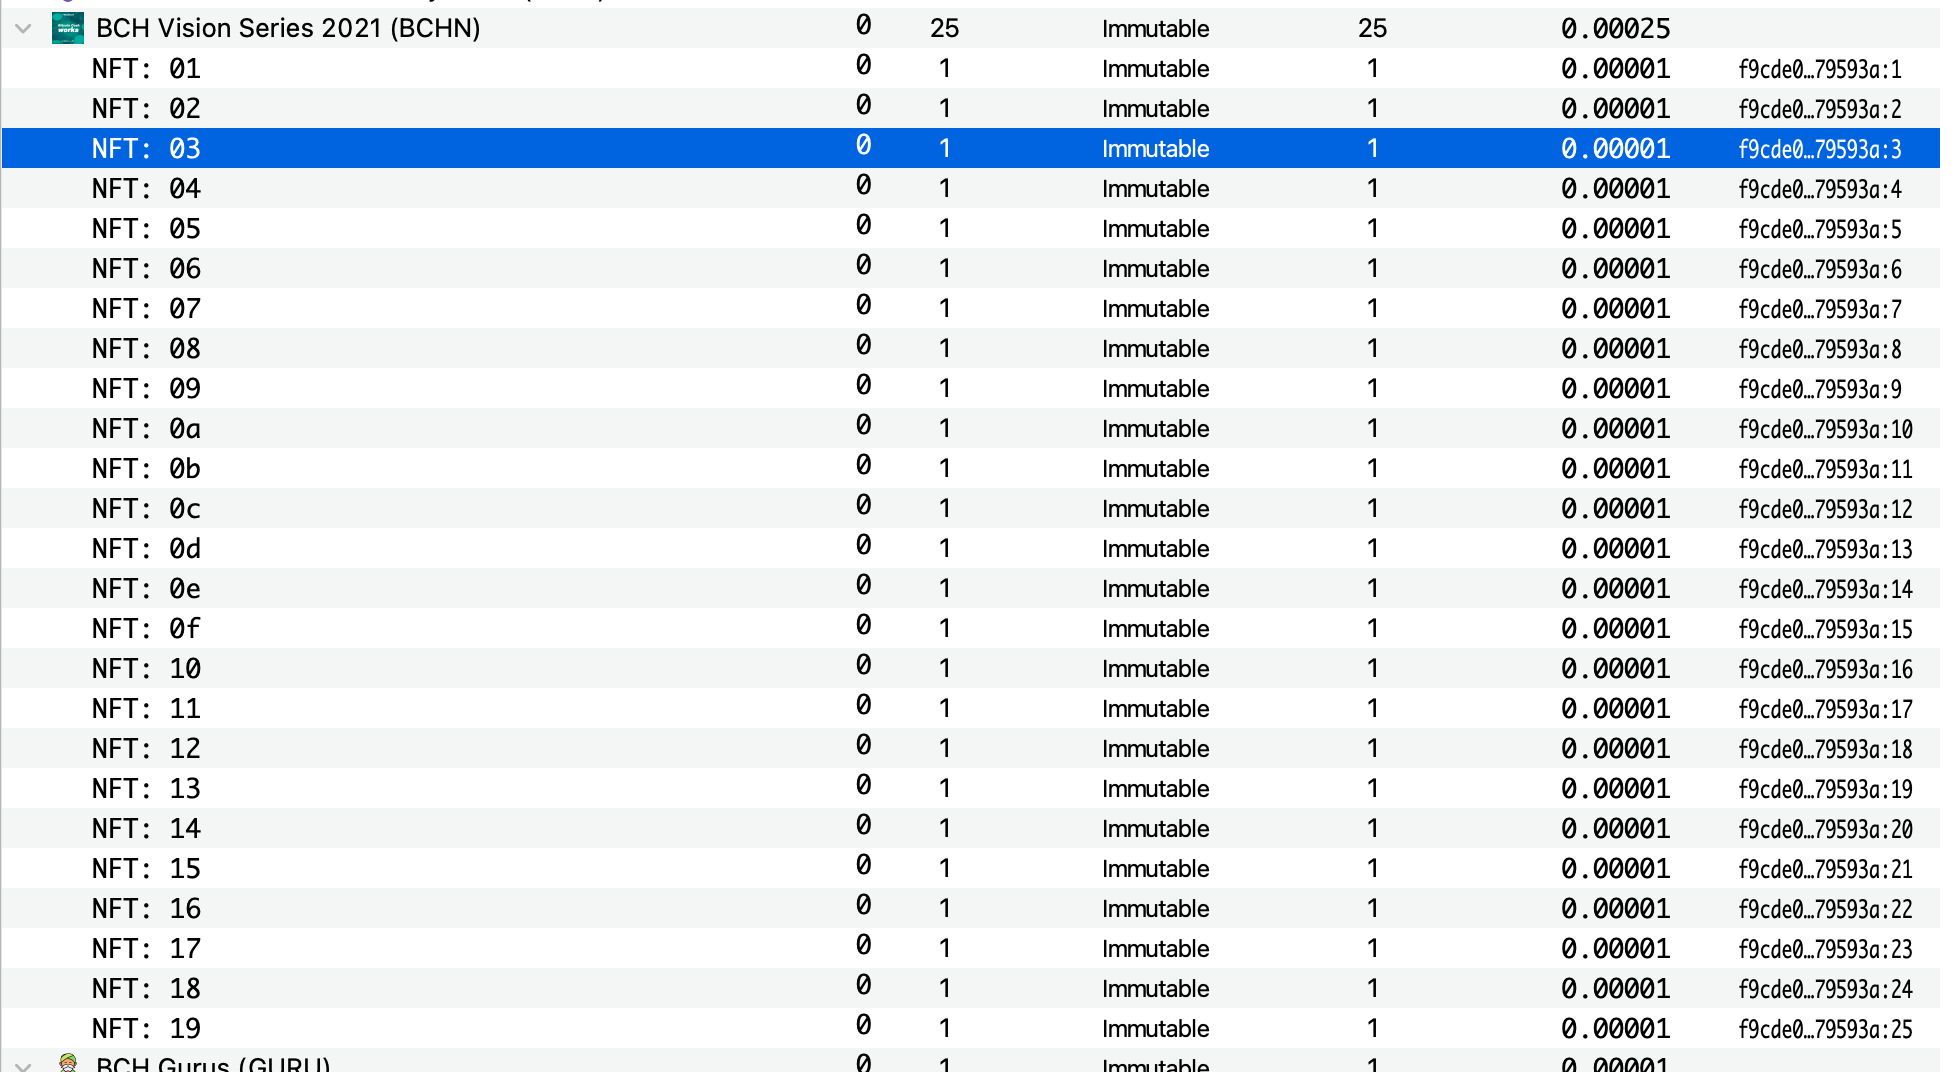 BCH Vision Series 2021 (BCHN) 0 25 Immutable 25 0.00025
NFT: 01 0 1 Immutable 1 0.00001 f9cde0…79593a:1
NFT: 02 0 1 Immutable 1 0.00001 f9cde0…79593a:2
NFT: 03 0 1 Immutable 1 0.00001 f9cde0…79593a:3
NFT: 04 0 1 Immutable 1 0.00001 f9cde0…79593a:4
NFT: 05 0 1 Immutable 1 0.00001 f9cde0…79593a:5
NFT: 06 0 1 Immutable 1 0.00001 f9cde0…79593a:6
NFT: 07 0 1 Immutable 1 0.00001 f9cde0…79593a:7
NFT: 08 0 1 Immutable 1 0.00001 f9cde0…79593a:8
NFT: 09 0 1 Immutable 1 0.00001 f9cde0…79593a:9
NFT: 0a 0 1 Immutable 1 0.00001 f9cde0…79593a:10
NFT: 0b 0 1 Immutable 1 0.00001 f9cde0…79593a:11
NFT: 0c 0 1 Immutable 1 0.00001 f9cde0…79593a:12
NFT: 0d 0 1 Immutable 1 0.00001 f9cde0…79593a:13
NFT: 0e 0 1 Immutable 1 0.00001 f9cde0…79593a:14
NFT: 0f 0 1 Immutable 1 0.00001 f9cde0…79593a:15
NFT: 10 0 1 Immutable 1 0.00001 f9cde0…79593a:16
NFT: 11 0 1 Immutable 1 0.00001 f9cde0…79593a:17
NFT: 12 0 1 Immutable 1 0.00001 f9cde0…79593a:18
NFT: 13 0 1 Immutable 1 0.00001 f9cde0…79593a:19
NFT: 14 0 1 Immutable 1 0.00001 f9cde0…79593a:20
NFT: 15 0 1 Immutable 1 0.00001 f9cde0…79593a:21
NFT: 16 0 1 Immutable 1 0.00001 f9cde0…79593a:22
NFT: 17 0 1 Immutable 1 0.00001 f9cde0…79593a:23
NFT: 18 0 1 Immutable 1 0.00001 f9cde0…79593a:24
NFT: 19 0 1 Immutable 1 0.00001 f9cde0…79593a:25
BCH Gurus (GURU) 0 1 Immutable 1 0.00001